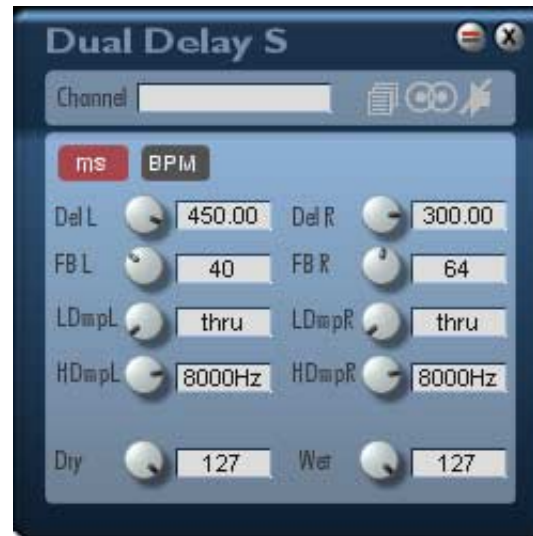 Dual Delay S
Channel
ms BPM
Del L 450.00 Del R 300.00
FB L 40 FB R 64
LDmpL thru LDmpR thru
HDmpL 8000Hz HDmpR 8000Hz
Dry 127 Wet 127